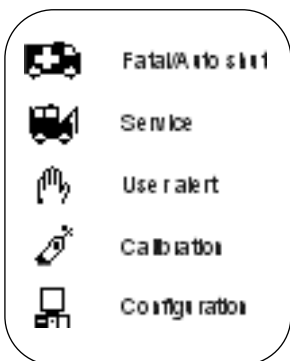 Fatal/Auto shut
Service
User alert
Calibration
Configuration